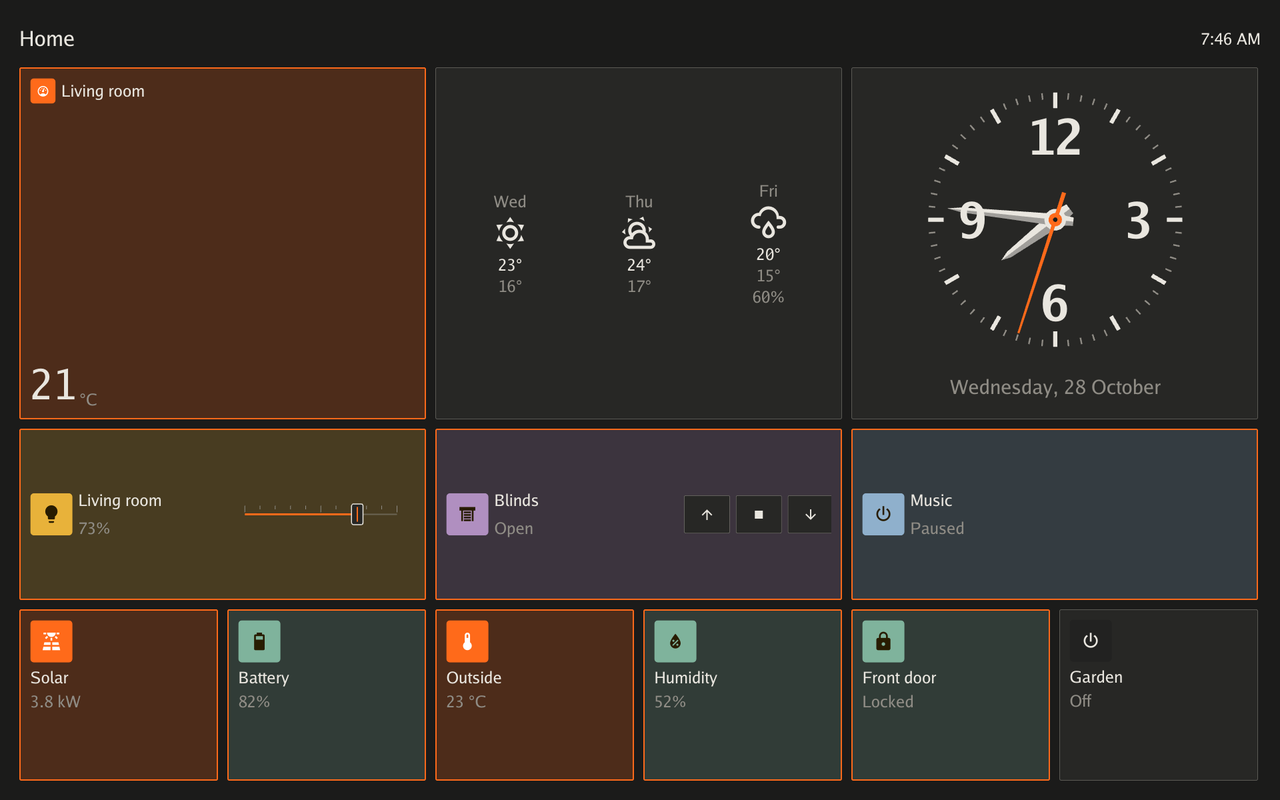 Home
7:46 AM
Living room
21 °C
Wed
23°
16°
Thu
24°
17°
Fri
20°
15°
60%
12
9
3
6
Wednesday, 28 October
Living room
73%
Blinds
Open
Music
Paused
Solar
3.8 kW
Battery
82%
Outside
23 °C
Humidity
52%
Front door
Locked
Garden
Off